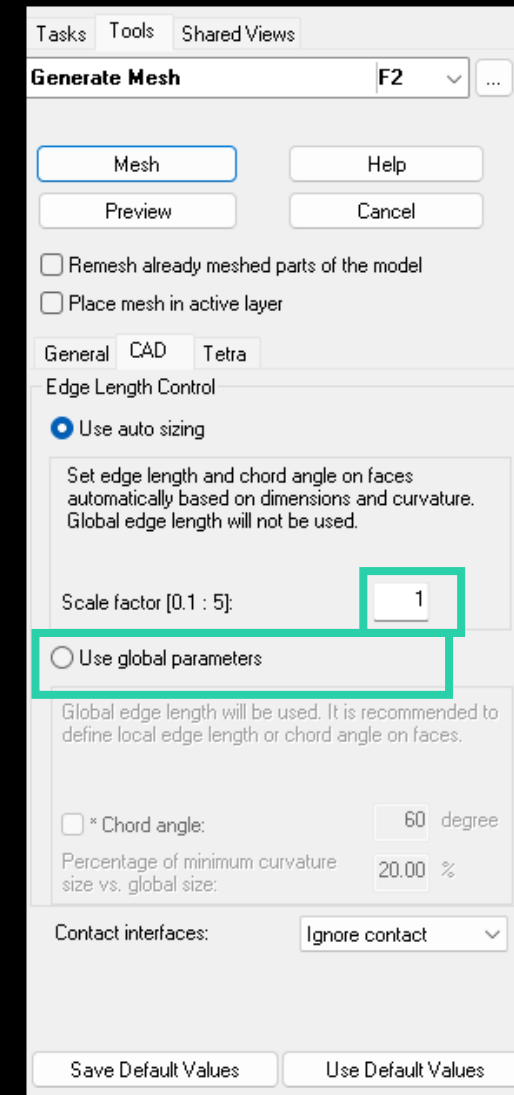 Tasks Tools Shared Views
Generate Mesh F2 ...
Mesh Help
Preview Cancel
Remesh already meshed parts of the model
Place mesh in active layer
General CAD Tetra
Edge Length Control
Use auto sizing
Set edge length and chord angle on faces
automatically based on dimensions and curvature.
Global edge length will not be used.
Scale factor [0.1 : 5]: 1
Use global parameters
Global edge length will be used. It is recommended to
define local edge length or chord angle on faces.
* Chord angle: 60 degree
Percentage of minimum curvature
size vs. global size: 20.00 %
Contact interfaces: Ignore contact
Save Default Values Use Default Values